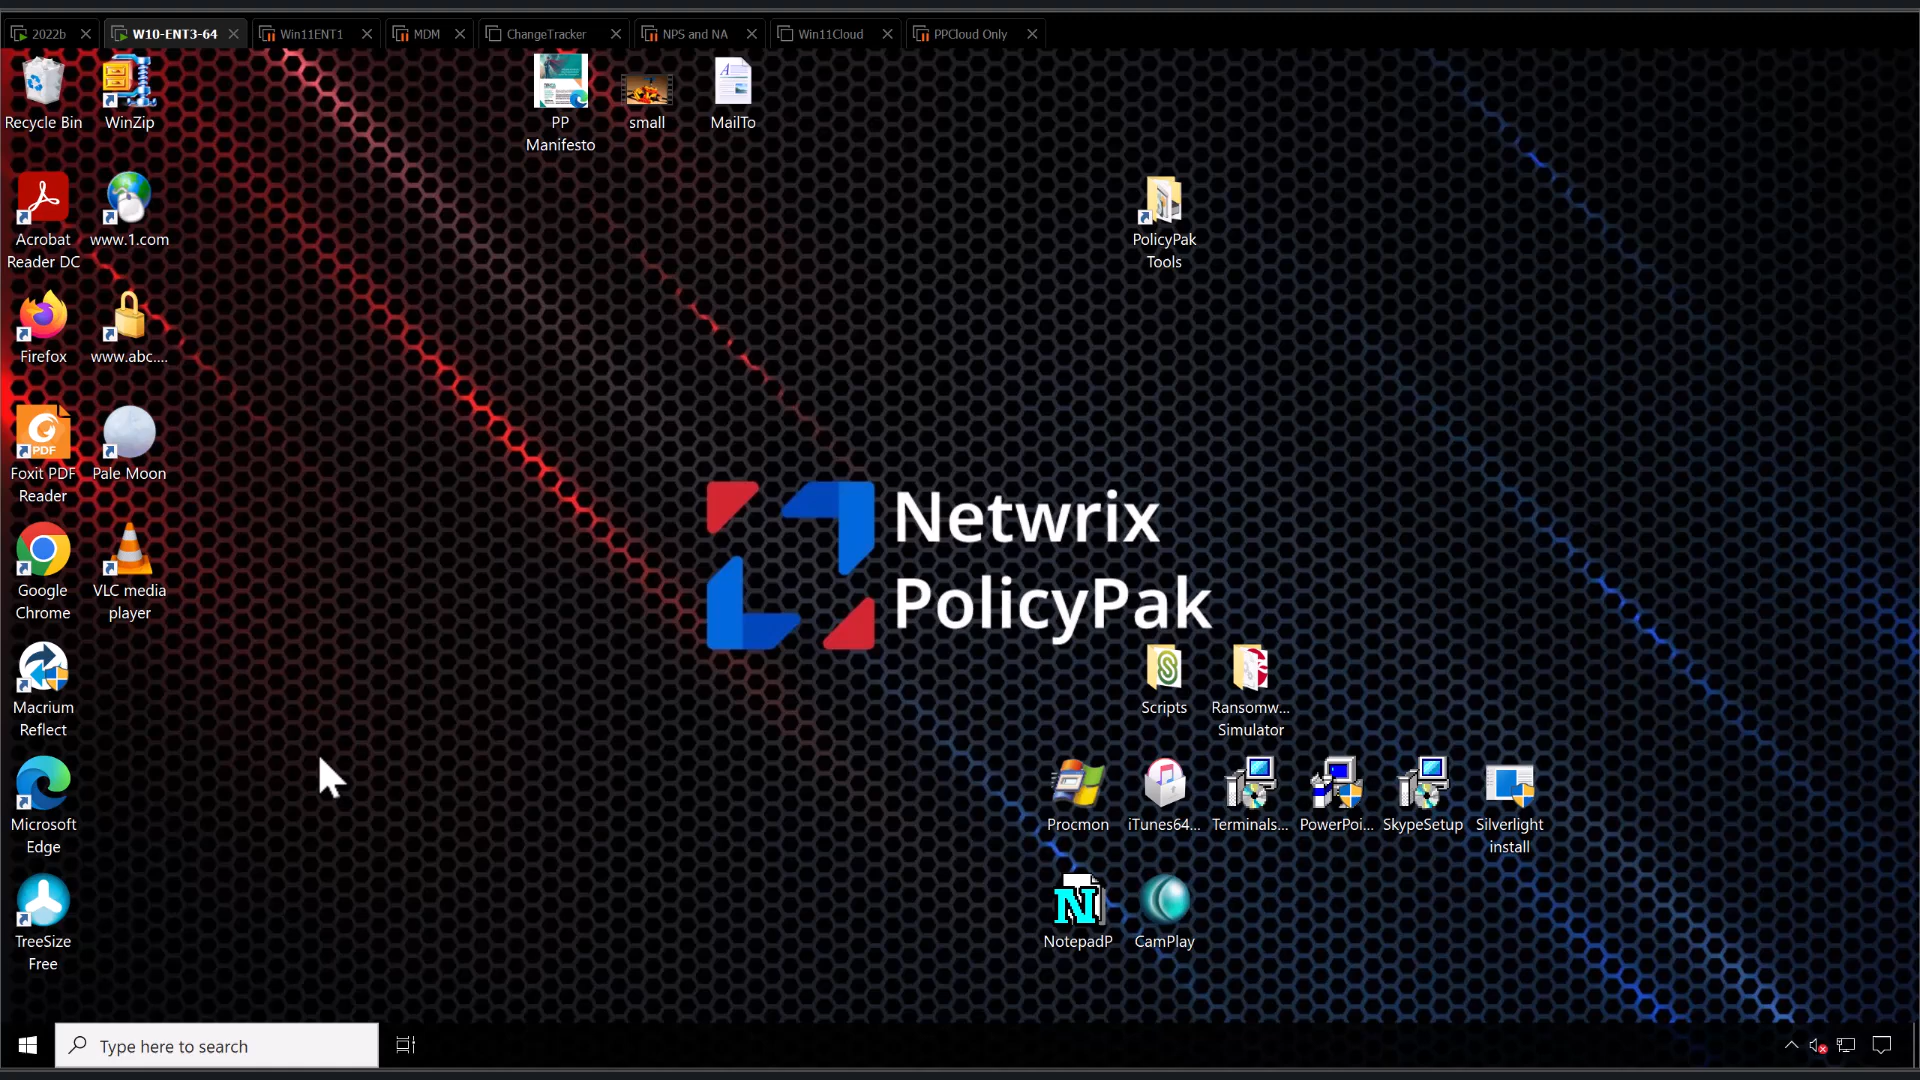 2022b
W10-ENT3-64
Win11ENT1
MDM
ChangeTracker
NPS and NA
Win11Cloud
PPCloud Only
Recycle Bin
WinZip
PP
Manifesto
small
MailTo
Acrobat
Reader DC
www.1.com
PolicyPak
Tools
Firefox
www.abc....
Foxit PDF
Reader
PDF
Pale Moon
Netwrix
PolicyPak
Google
Chrome
VLC media
player
Macrium
Reflect
Scripts
Ransomw...
Simulator
Microsoft
Edge
Procmon
iTunes64...
Terminals...
PowerPoi...
SkypeSetup
Silverlight
install
TreeSize
Free
N
NotepadP
CamPlay
Type here to search